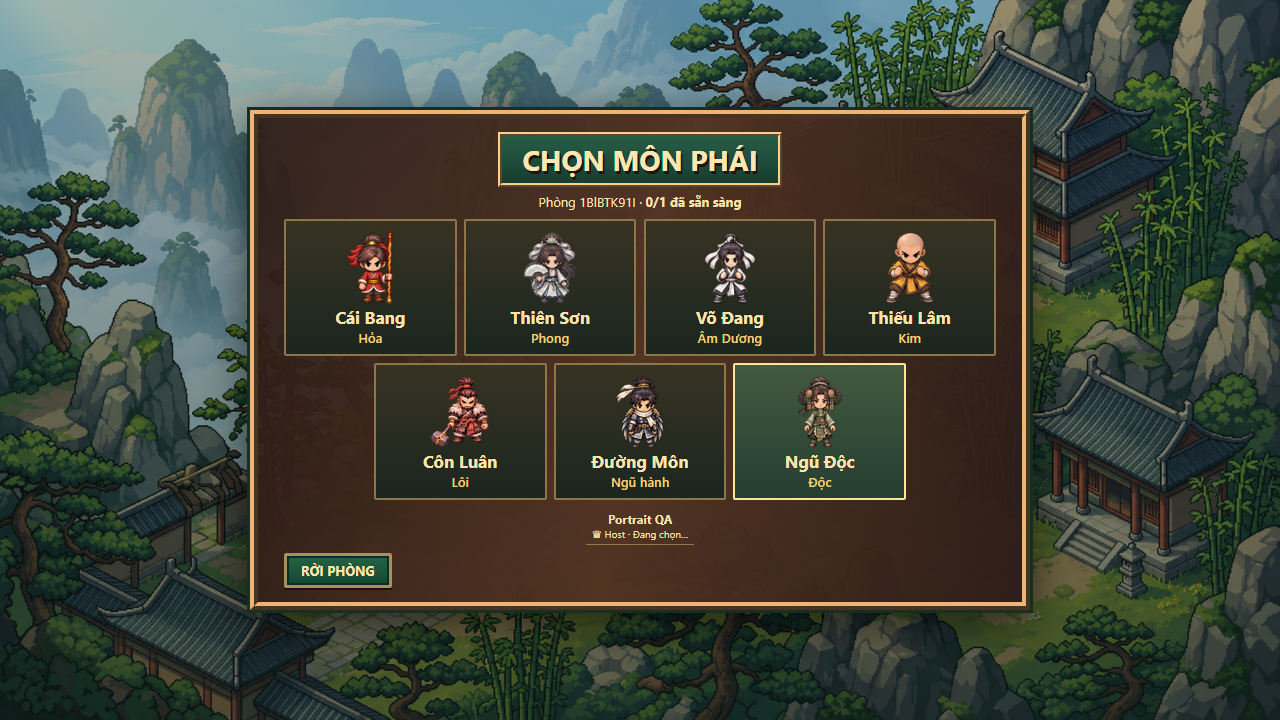 CHỌN MÔN PHÁI
Phòng 1BlBTK91I · 0/1 đã sẵn sàng
Cái Bang
Hỏa
Thiên Sơn
Phong
Võ Đang
Âm Dương
Thiếu Lâm
Kim
Côn Luân
Lôi
Đường Môn
Ngũ hành
Ngũ Độc
Độc
Portrait QA
♛ Host · Đang chọn...
RỜI PHÒNG